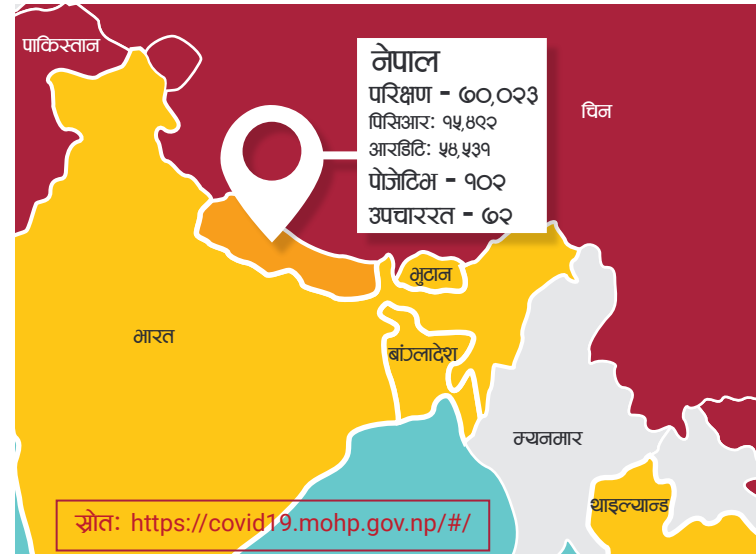 पाकिस्तान
नेपाल
परिक्षण - ७०,०२३
पिसिआर: १५,४९२
आरडिटि: ५४,५३१
पोजेटिभ - १०२
उपचाररत - ७२
चिन
भुटान
भारत
बांग्लादेश
म्यनमार
थाइल्यान्ड
स्रोत: https://covid19.mohp.gov.np/#/